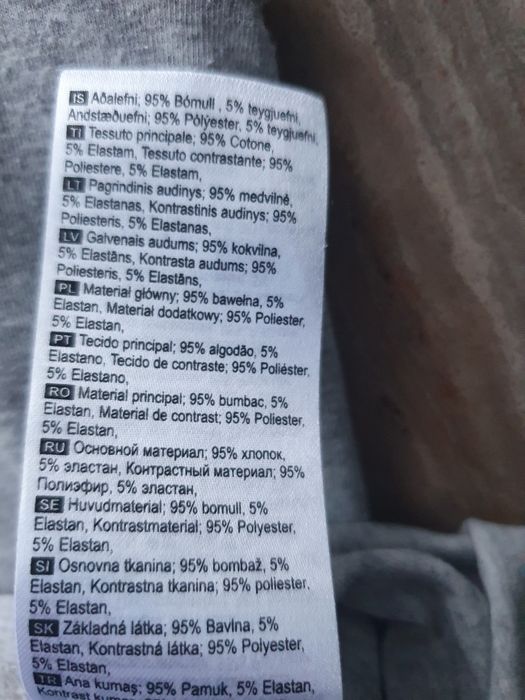 IS Aðalefni; 95% Bómull , 5% teygjuefni,
Andstæðuefni; 95% Pólýester, 5% teygjuefni,
TI Tessuto principale; 95% Cotone,
5% Elastam, Tessuto contrastante; 95%
Poliestere, 5% Elastam,
LT Pagrindinis audinys; 95% medvilnė,
5% Elastanas, Kontrastinis audinys; 95%
Poliesteris, 5% Elastanas,
LV Galvenais audums; 95% kokvilna,
5% Elastāns, Kontrasta audums; 95%
Poliesteris, 5% Elastāns,
PL Materiał główny; 95% bawełna, 5%
Elastan, Materiał dodatkowy; 95% Poliester,
5% Elastan,
PT Tecido principal; 95% algodão, 5%
Elastano, Tecido de contraste; 95% Poliéster,
5% Elastano,
RO Material principal; 95% bumbac, 5%
Elastan, Material de contrast; 95% Poliester,
5% Elastan,
RU Основной материал; 95% хлопок,
5% эластан, Контрастный материал; 95%
Полиэфир, 5% эластан,
SE Huvudmaterial; 95% bomull, 5%
Elastan, Kontrastmaterial; 95% Polyester,
5% Elastan,
SI Osnovna tkanina; 95% bombaž, 5%
Elastan, Kontrastna tkanina; 95% poliester,
5% Elastan,
SK Základná látka; 95% Bavlna, 5%
Elastan, Kontrastná látka; 95% Polyester,
5% Elastan,
TR Ana kumaş; 95% Pamuk, 5% Elastan,
Kontrast